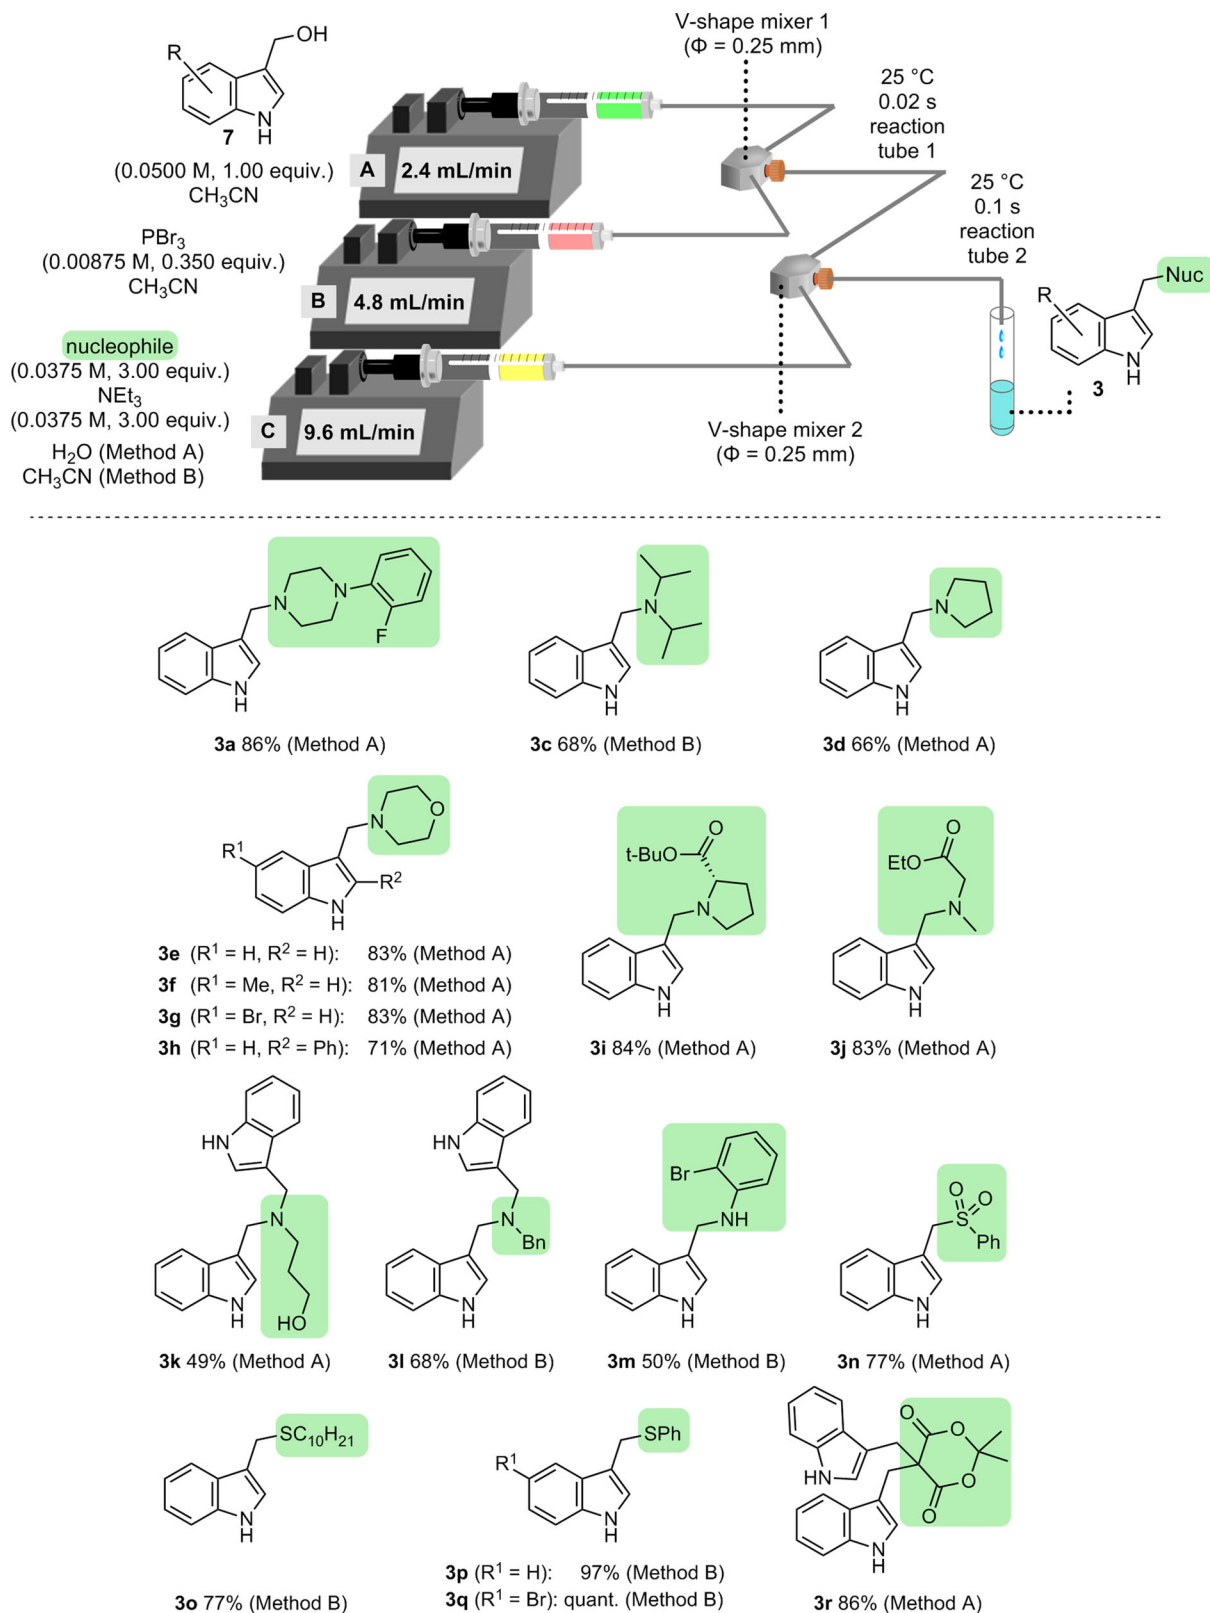 V-shape mixer 1
(Φ = 0.25 mm)
OH
R
N
H
7
(0.0500 M, 1.00 equiv.)
CH₃CN
A
2.4 mL/min
25 °C
0.02 s
reaction
tube 1
PBr₃
(0.00875 M, 0.350 equiv.)
CH₃CN
B
4.8 mL/min
25 °C
0.1 s
reaction
tube 2
nucleophile
(0.0375 M, 3.00 equiv.)
NEt₃
(0.0375 M, 3.00 equiv.)
H₂O (Method A)
CH₃CN (Method B)
C
9.6 mL/min
V-shape mixer 2
(Φ = 0.25 mm)
Nuc
R
N
H
3
N
N
F
N
H
3a 86% (Method A)
N
N
H
3c 68% (Method B)
N
N
H
3d 66% (Method A)
O
N
R¹
R²
N
H
3e (R¹ = H, R² = H): 83% (Method A)
3f (R¹ = Me, R² = H): 81% (Method A)
3g (R¹ = Br, R² = H): 83% (Method A)
3h (R¹ = H, R² = Ph): 71% (Method A)
O
t-BuO
N
N
H
3i 84% (Method A)
O
EtO
N
N
H
3j 83% (Method A)
HN
N
N
H
HO
3k 49% (Method A)
HN
N
Bn
N
H
3l 68% (Method B)
Br
NH
N
H
3m 50% (Method B)
O
O
S
Ph
N
H
3n 77% (Method A)
SC₁₀H₂₁
N
H
3o 77% (Method B)
SPh
R¹
N
H
3p (R¹ = H): 97% (Method B)
3q (R¹ = Br): quant. (Method B)
O
O
O
O
N
H
N
H
3r 86% (Method A)